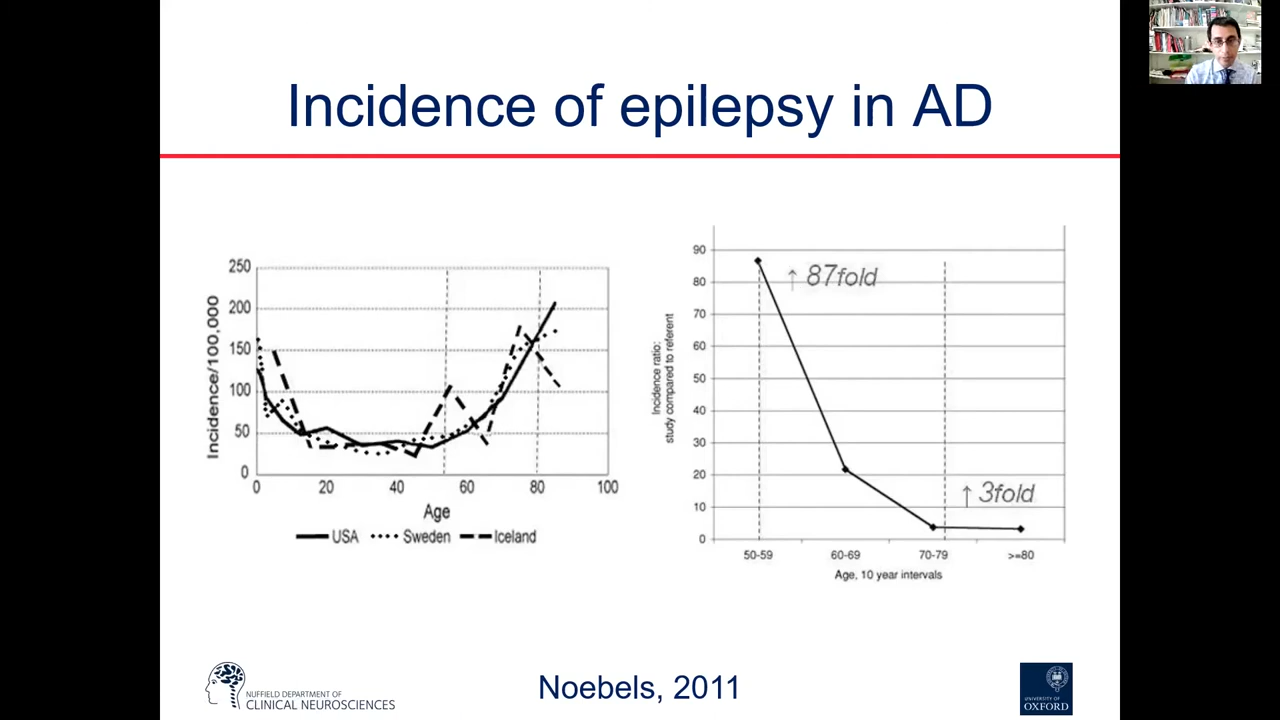 Incidence of epilepsy in AD
250
200
150
100
50
0
Incidence/100,000
0 20 40 60 80 100
Age
USA Sweden Iceland
90
80
70
60
50
40
30
20
10
0
Incidence ratio:
study compared to referent
↑ 87fold
↑ 3fold
50-59 60-69 70-79 >=80
Age, 10 year intervals
NUFFIELD DEPARTMENT OF
CLINICAL NEUROSCIENCES
Noebels, 2011
UNIVERSITY OF
OXFORD